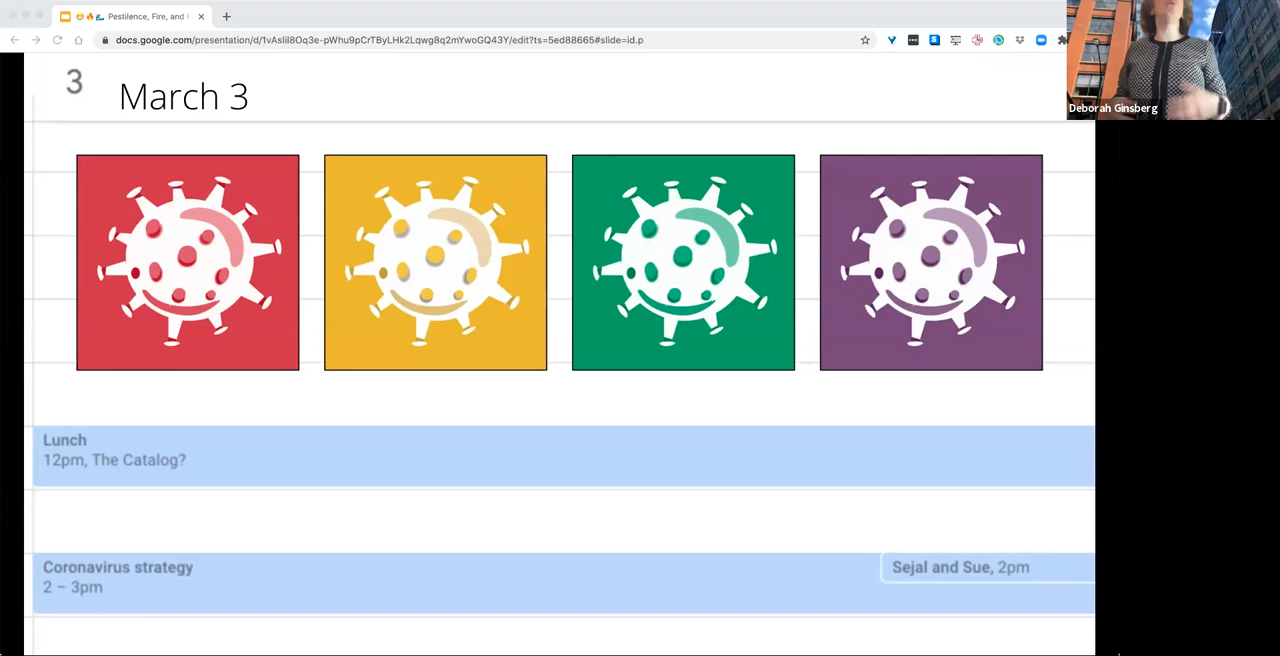 Pestilence, Fire, and
docs.google.com/presentation/d/1vAslil8Oq3e-pWhu9pCrTByLHk2Lqwg8q2mYwoGQ43Y/edit?ts=5ed88665#slide=id.p
Deborah Ginsberg
3
March 3
Lunch
12pm, The Catalog?
Coronavirus strategy
2 – 3pm
Sejal and Sue, 2pm